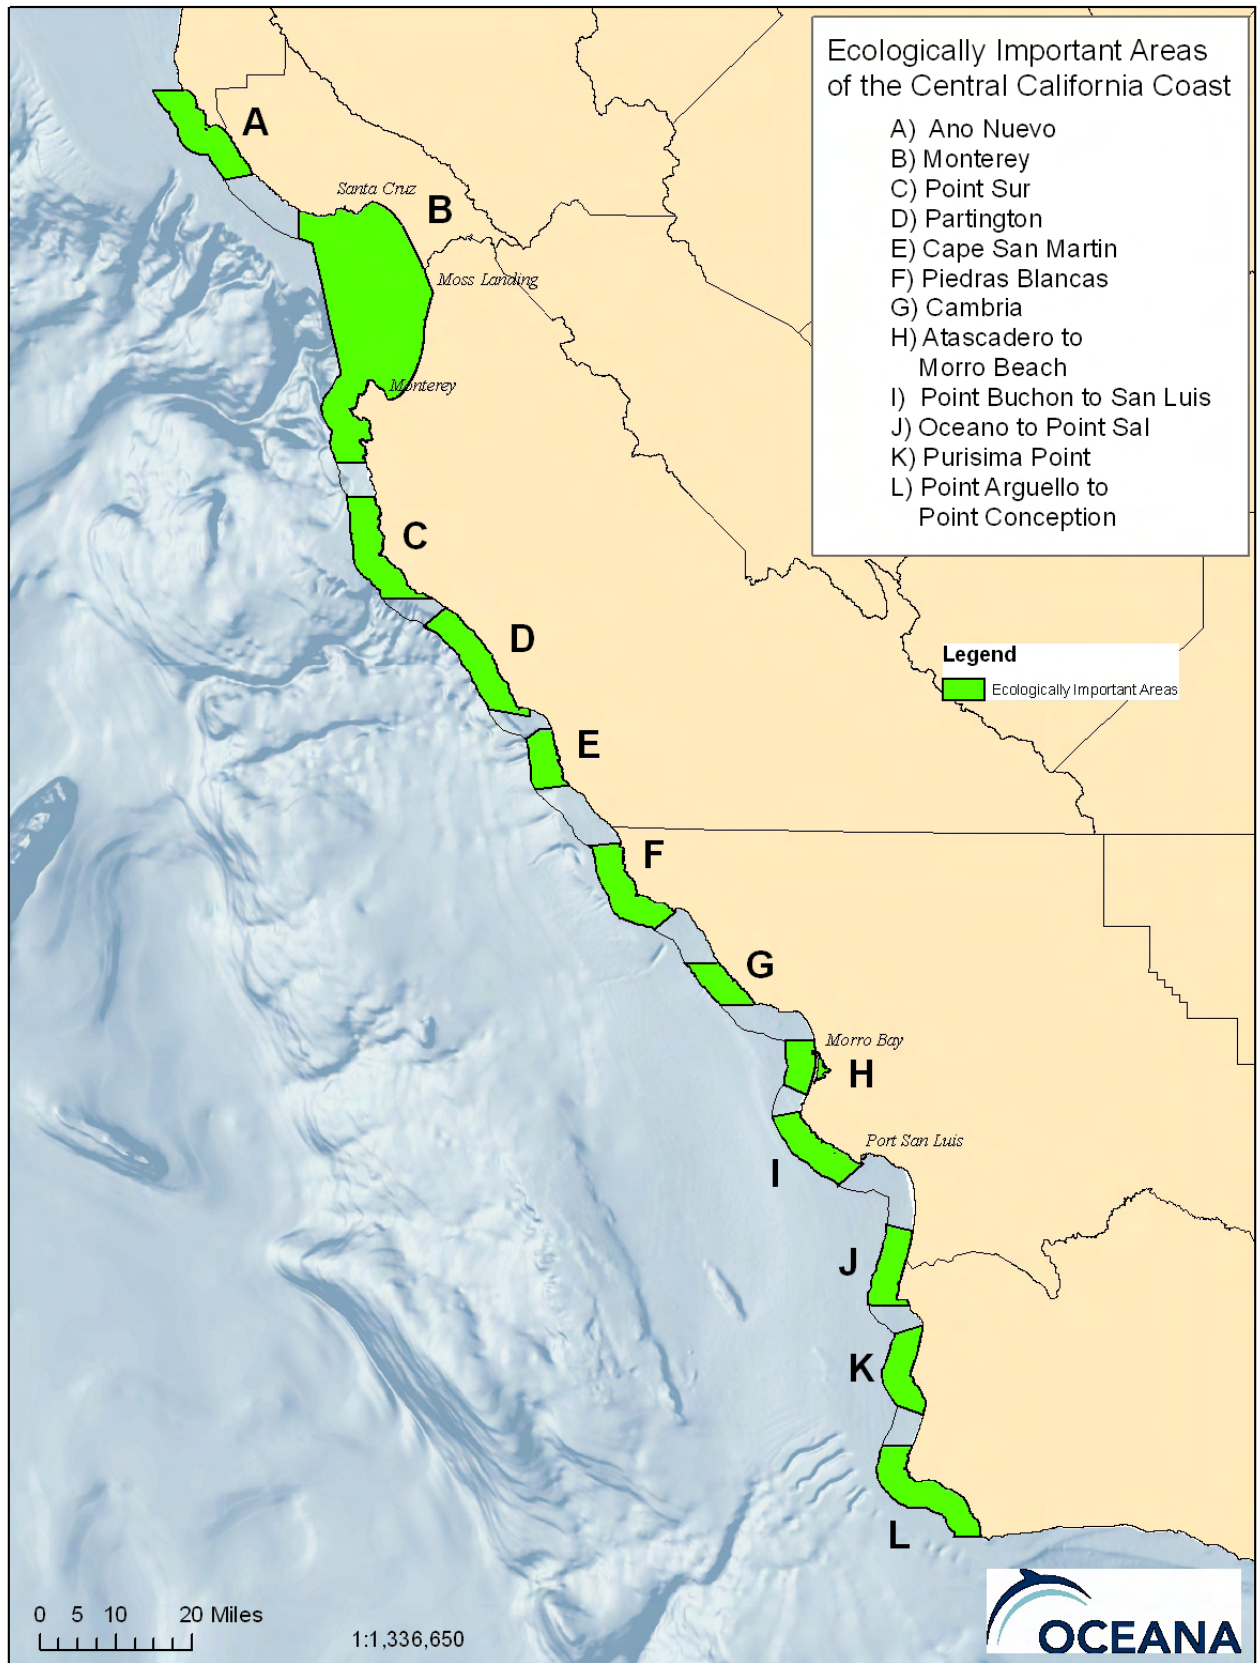 Ecologically Important Areas
of the Central California Coast
A) Ano Nuevo
B) Monterey
C) Point Sur
D) Partington
E) Cape San Martin
F) Piedras Blancas
G) Cambria
H) Atascadero to
Morro Beach
I) Point Buchon to San Luis
J) Oceano to Point Sal
K) Purisima Point
L) Point Arguello to
Point Conception
A
Santa Cruz
B
Moss Landing
Monterey
C
D
Legend
Ecologically Important Areas
E
F
G
Morro Bay
H
Port San Luis
I
J
K
L
0 5 10 20 Miles
1:1,336,650
OCEANA